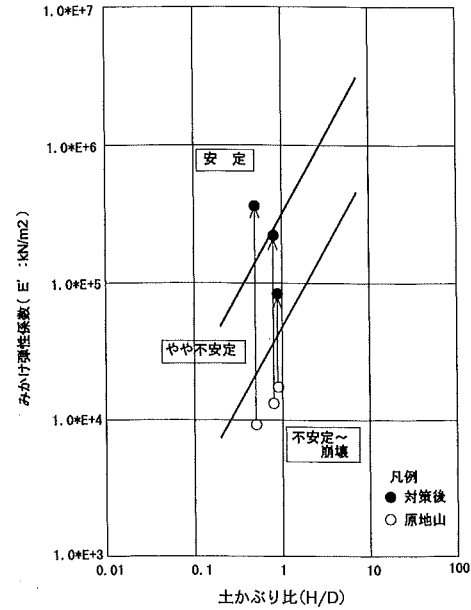 1.0*E+7
1.0*E+6
1.0*E+5
1.0*E+4
1.0*E+3
みかけ弾性係数(E':kN/m2)
安 定
やや不安定
不安定～
崩壊
凡例
● 対策後
○ 原地山
0.01
0.1
1
10
100
土かぶり比(H/D)